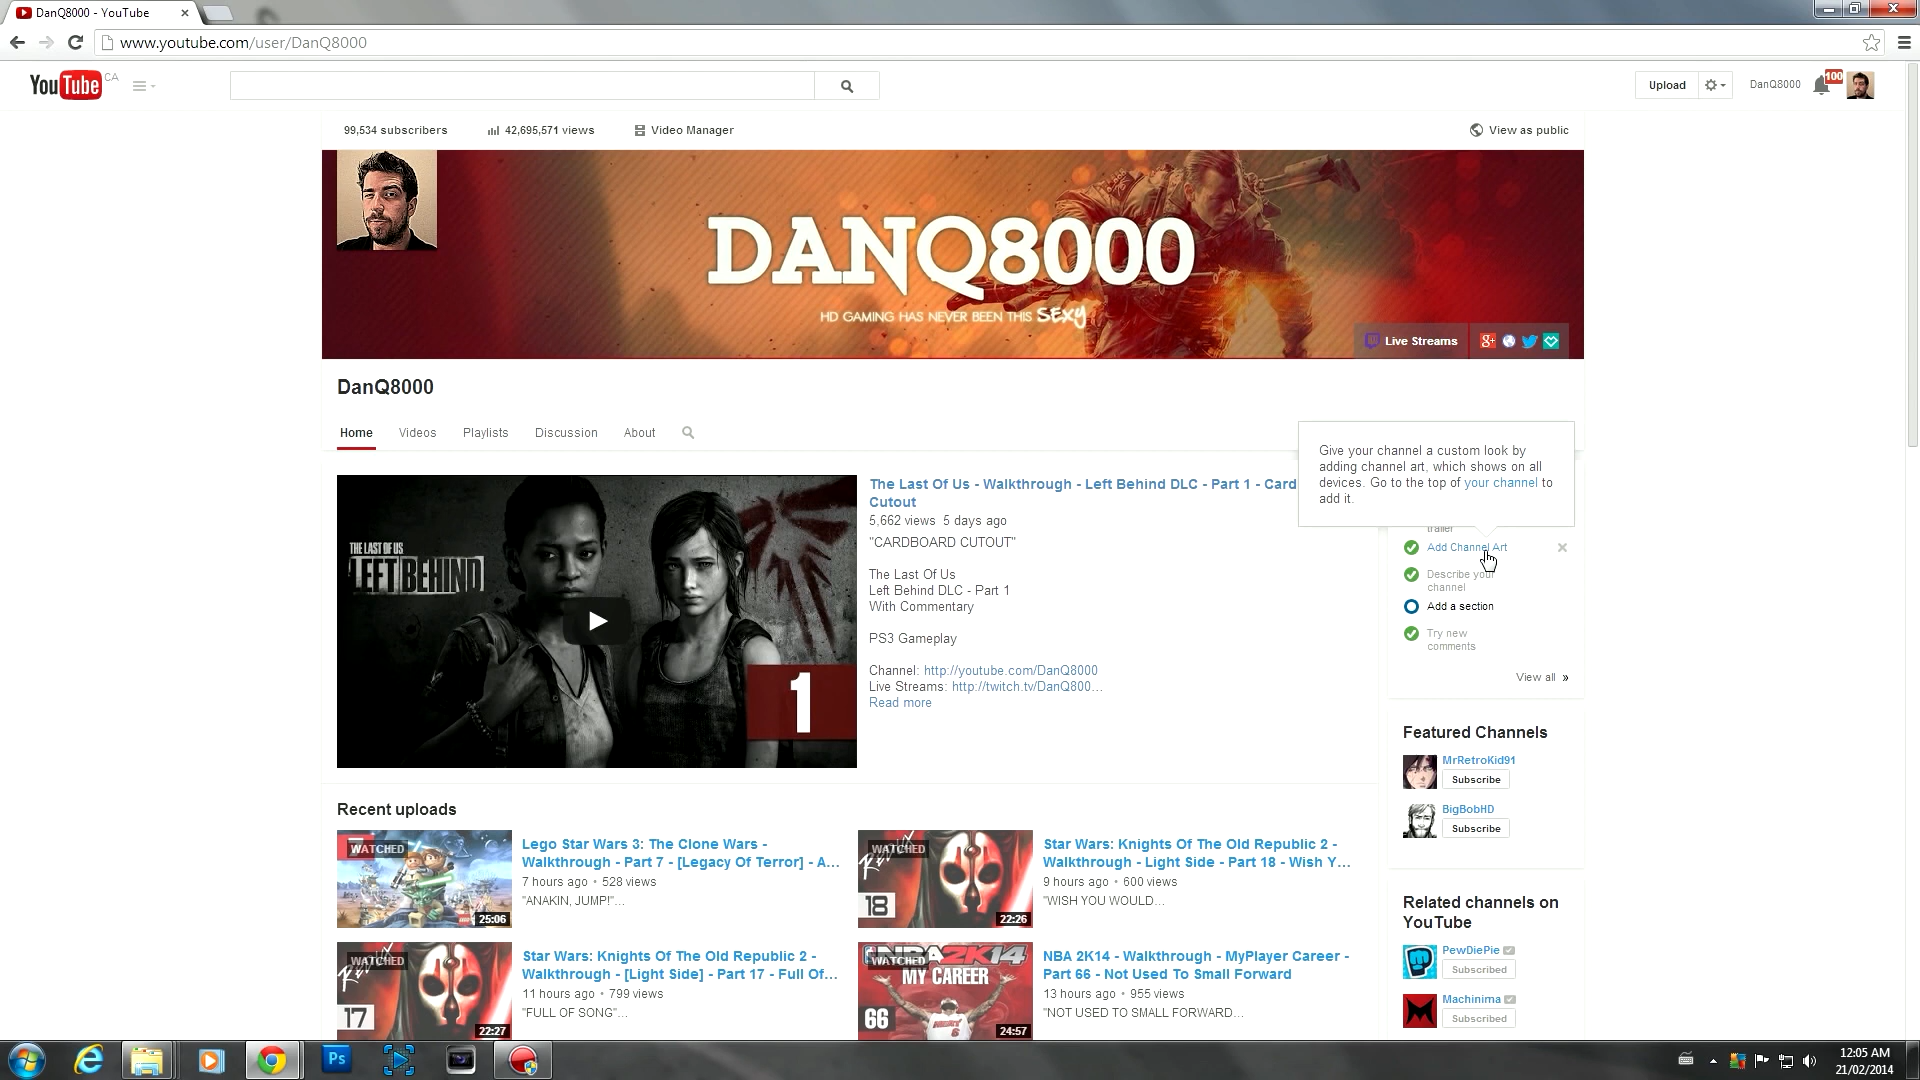 DanQ8000 - YouTube
www.youtube.com/user/DanQ8000
YouTube CA
Upload
DanQ8000
100
99,534 subscribers
42,695,571 views
Video Manager
View as public
DANQ8000
HD GAMING HAS NEVER BEEN THIS SEXY
Live Streams
DanQ8000
Home
Videos
Playlists
Discussion
About
Give your channel a custom look by
adding channel art, which shows on all
devices. Go to the top of your channel to
add it.
trailer
Add Channel Art
Describe your
channel
Add a section
Try new
comments
View all »
THE LAST OF US
LEFT BEHIND
1
The Last Of Us - Walkthrough - Left Behind DLC - Part 1 - Card
Cutout
5,662 views 5 days ago
"CARDBOARD CUTOUT"
The Last Of Us
Left Behind DLC - Part 1
With Commentary
PS3 Gameplay
Channel: http://youtube.com/DanQ8000
Live Streams: http://twitch.tv/DanQ800...
Read more
Featured Channels
MrRetroKid91
Subscribe
BigBobHD
Subscribe
Recent uploads
WATCHED
25:06
Lego Star Wars 3: The Clone Wars -
Walkthrough - Part 7 - [Legacy Of Terror] - A...
7 hours ago • 528 views
"ANAKIN, JUMP!"...
WATCHED
18
22:26
Star Wars: Knights Of The Old Republic 2 -
Walkthrough - Light Side - Part 18 - Wish Y...
9 hours ago • 600 views
"WISH YOU WOULD...
WATCHED
17
22:27
Star Wars: Knights Of The Old Republic 2 -
Walkthrough - [Light Side] - Part 17 - Full Of...
11 hours ago • 799 views
"FULL OF SONG"...
NBA2K14
WATCHED
MY CAREER
66
24:57
NBA 2K14 - Walkthrough - MyPlayer Career -
Part 66 - Not Used To Small Forward
13 hours ago • 955 views
"NOT USED TO SMALL FORWARD...
Related channels on
YouTube
PewDiePie
Subscribed
Machinima
Subscribed
Ps
12:05 AM
21/02/2014